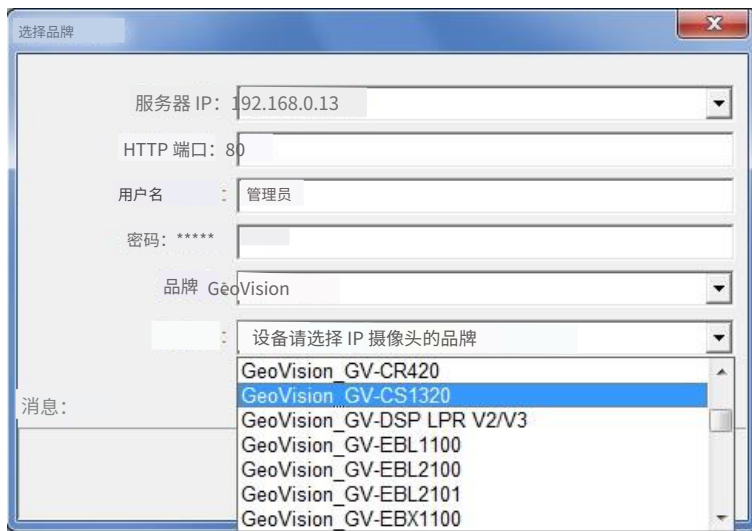 选择品牌
服务器 IP：192.168.0.13
HTTP 端口：80
用户名 : 管理员
密码：*****
品牌 GeoVision
: 设备请选择 IP 摄像头的品牌
GeoVision_GV-CR420
GeoVision_GV-CS1320
消息：
GeoVision_GV-DSP LPR V2/V3
GeoVision_GV-EBL1100
GeoVision_GV-EBL2100
GeoVision_GV-EBL2101
GeoVision_GV-EBX1100